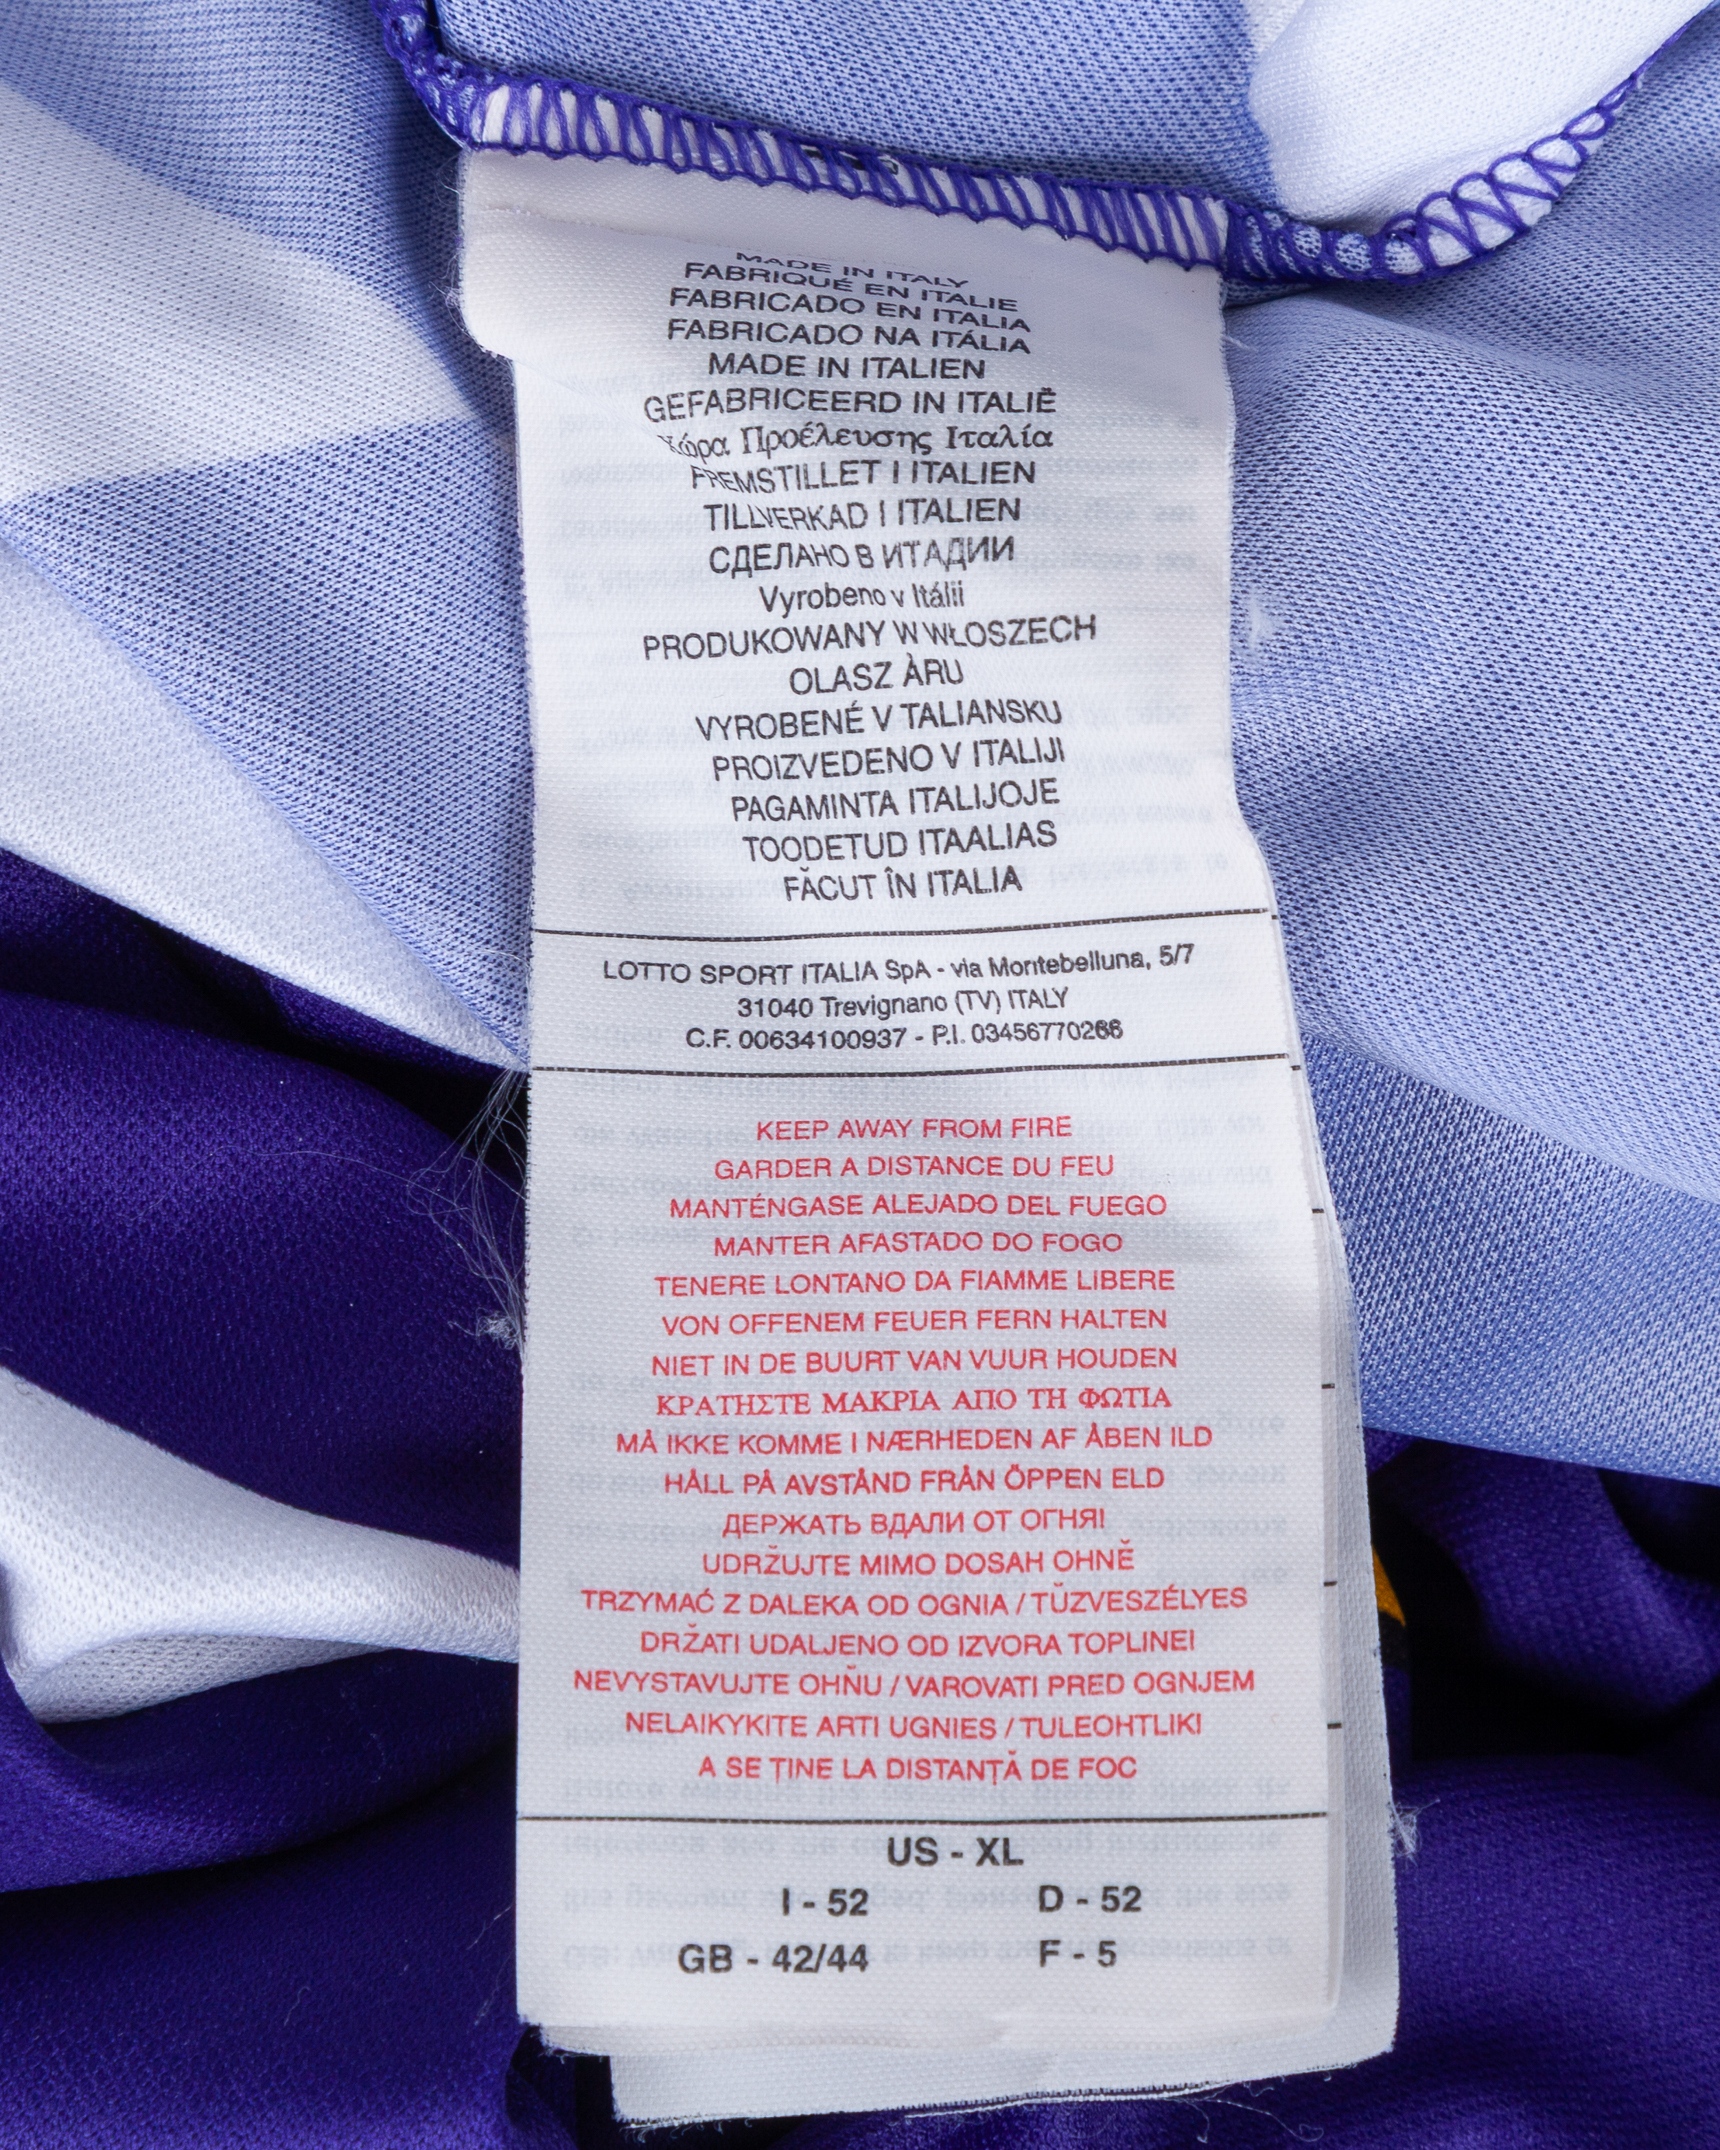 MADE IN ITALY
FABRIQUÉ EN ITALIE
FABRICADO EN ITALIA
FABRICADO NA ITÁLIA
MADE IN ITALIEN
GEFABRICEERD IN ITALIË
Χώρα Προέλευσης Ιταλία
FREMSTILLET I ITALIEN
TILLVERKAD I ITALIEN
СДЕЛАНО В ИТАДИИ
Vyrobeno v Itálii
PRODUKOWANY W WŁOSZECH
OLASZ ÀRU
VYROBENÉ V TALIANSKU
PROIZVEDENO V ITALIJI
PAGAMINTA ITALIJOJE
TOODETUD ITAALIAS
FĂCUT ÎN ITALIA
LOTTO SPORT ITALIA SpA - via Montebelluna, 5/7
31040 Trevignano (TV) ITALY
C.F. 00634100937 - P.I. 03456770266
KEEP AWAY FROM FIRE
GARDER A DISTANCE DU FEU
MANTÉNGASE ALEJADO DEL FUEGO
MANTER AFASTADO DO FOGO
TENERE LONTANO DA FIAMME LIBERE
VON OFFENEM FEUER FERN HALTEN
NIET IN DE BUURT VAN VUUR HOUDEN
ΚΡΑΤΗΣΤΕ ΜΑΚΡΙΑ ΑΠΟ ΤΗ ΦΩΤΙΑ
MÅ IKKE KOMME I NÆRHEDEN AF ÅBEN ILD
HÅLL PÅ AVSTÅND FRÅN ÖPPEN ELD
ДЕРЖАТЬ ВДАЛИ ОТ ОГНЯ!
UDRŽUJTE MIMO DOSAH OHNĚ
TRZYMAĆ Z DALEKA OD OGNIA / TŬZVESZÉLYES
DRŽATI UDALJENO OD IZVORA TOPLINEI
NEVYSTAVUJTE OHŇU / VAROVATI PRED OGNJEM
NELAIKYKITE ARTI UGNIES / TULEOHTLIKI
A SE ȚINE LA DISTANȚĂ DE FOC
US - XL
I - 52 D - 52
GB - 42/44 F - 5